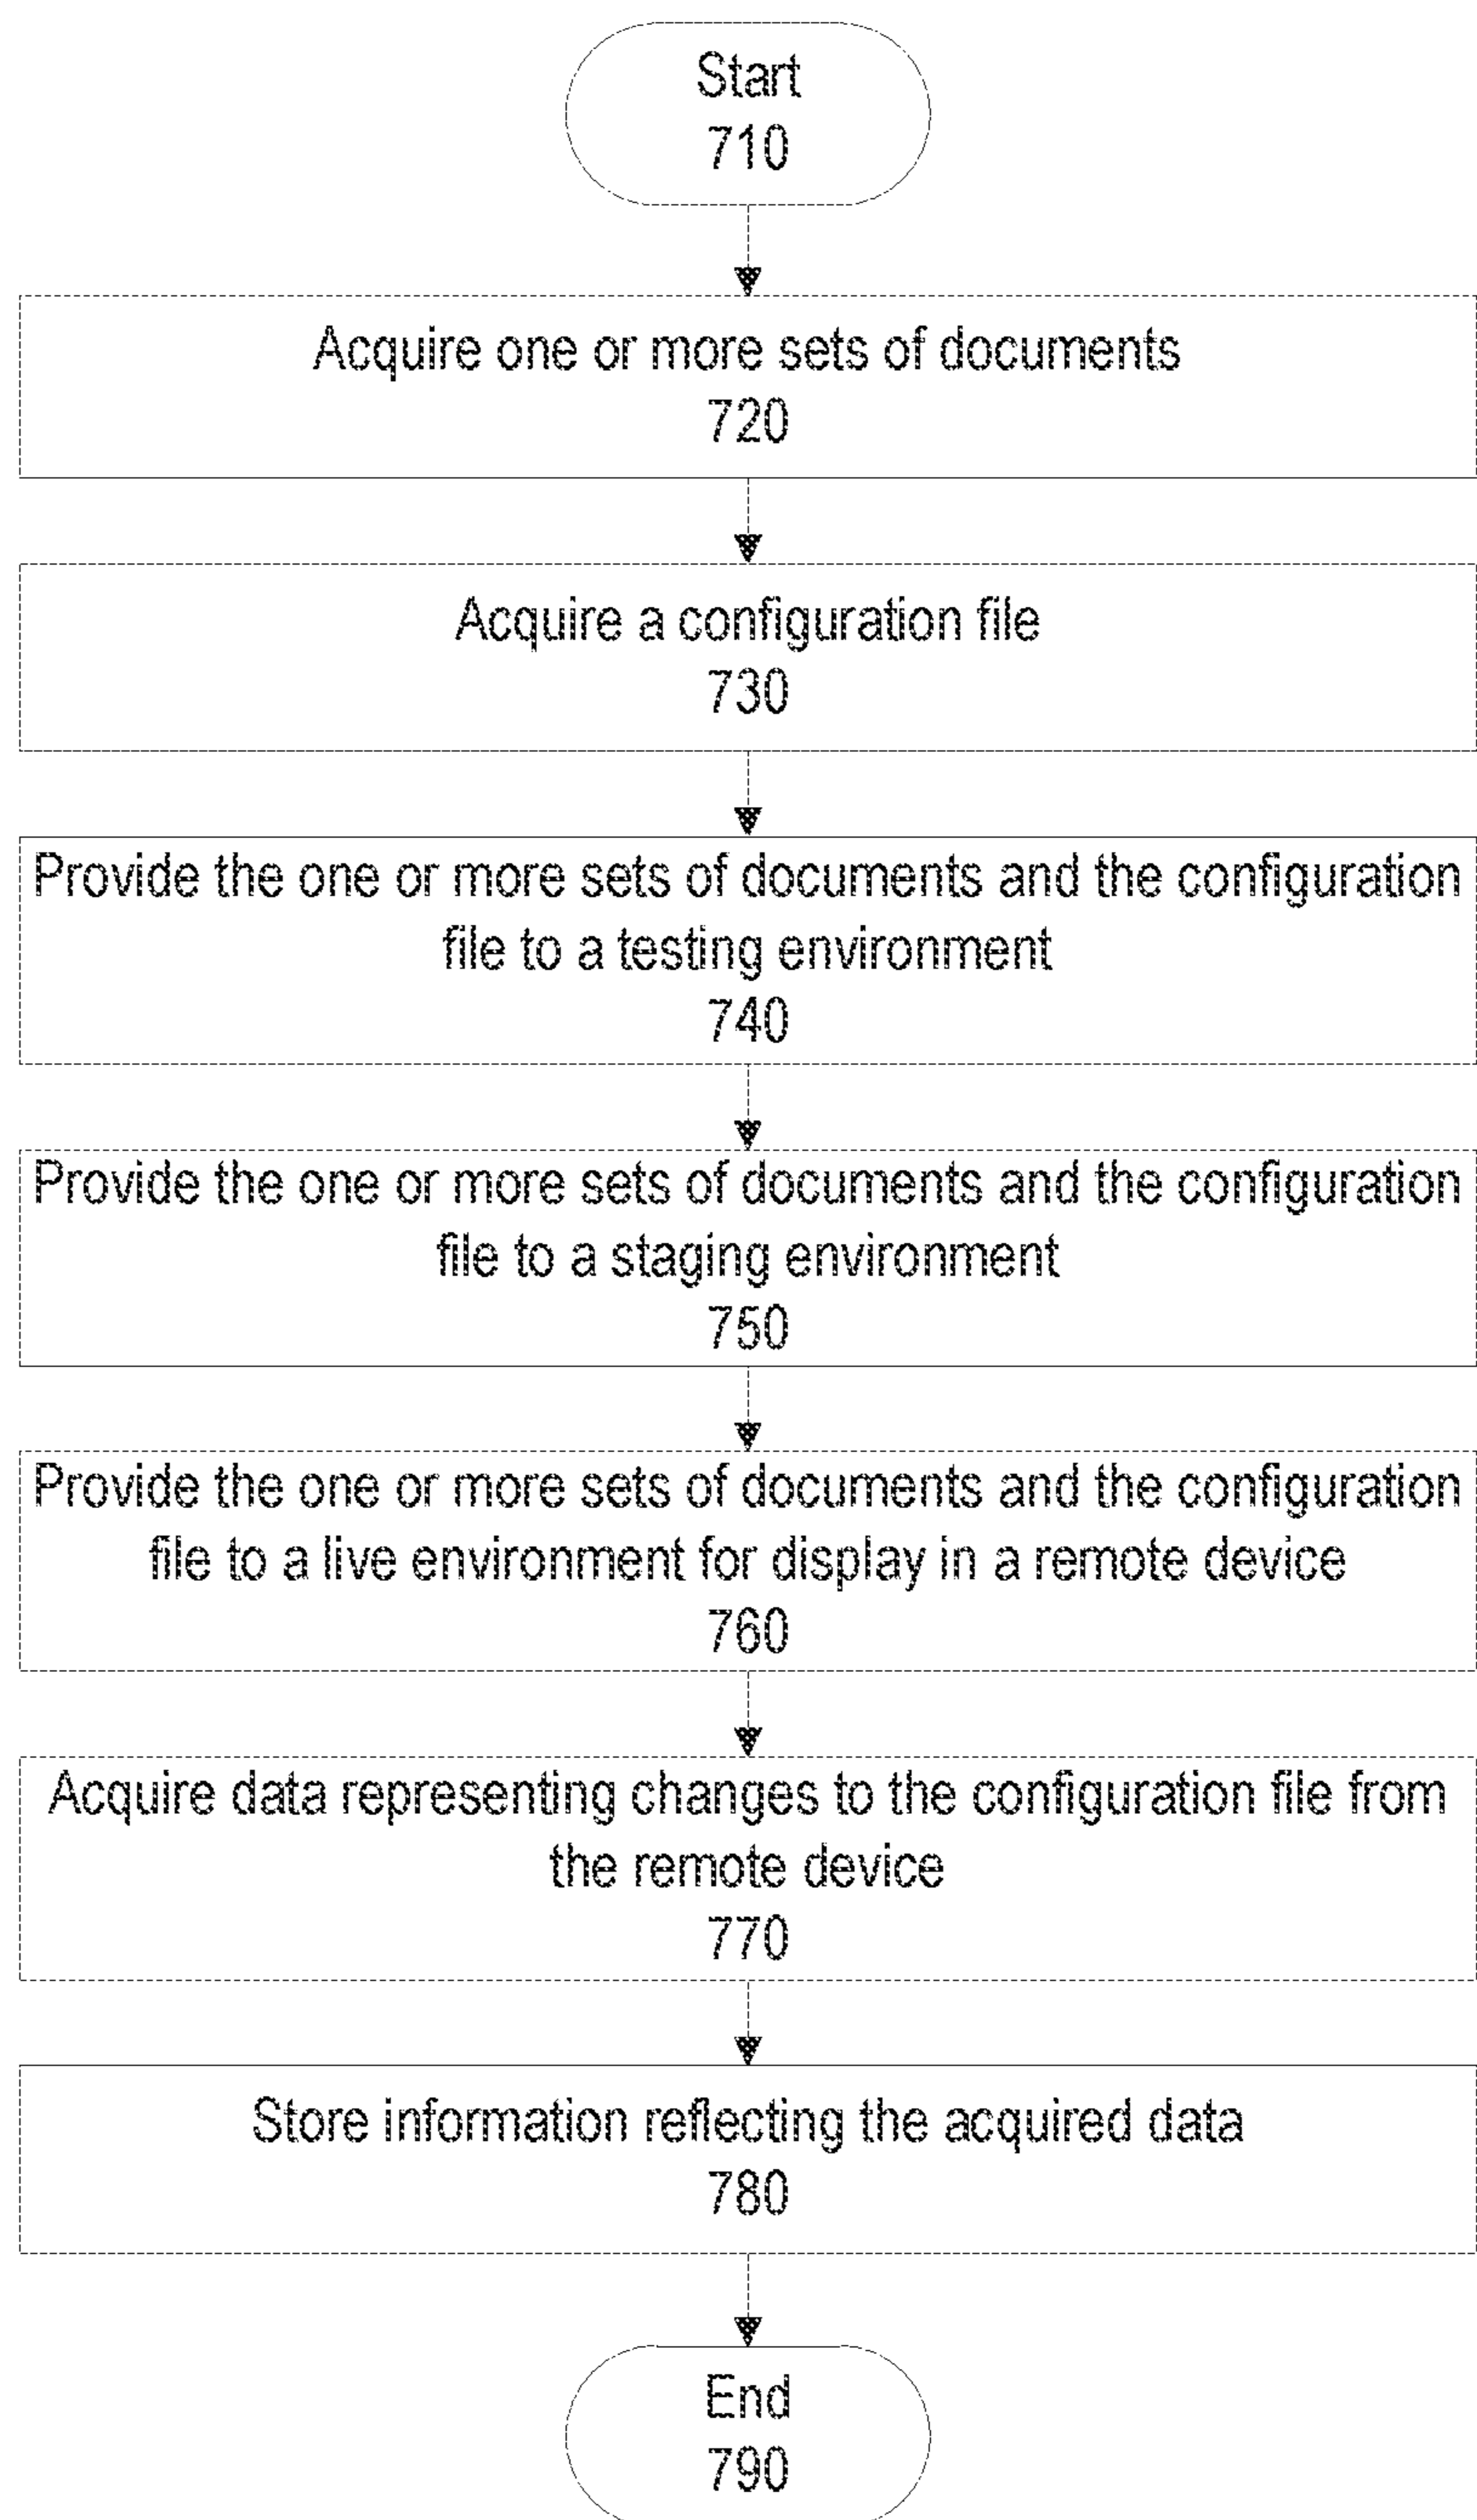 Start
710
Acquire one or more sets of documents
720
Acquire a configuration file
730
Provide the one or more sets of documents and the configuration
file to a testing environment
740
Provide the one or more sets of documents and the configuration
file to a staging environment
750
Provide the one or more sets of documents and the configuration
file to a live environment for display in a remote device
760
Acquire data representing changes to the configuration file from
the remote device
770
Store information reflecting the acquired data
780
End
790